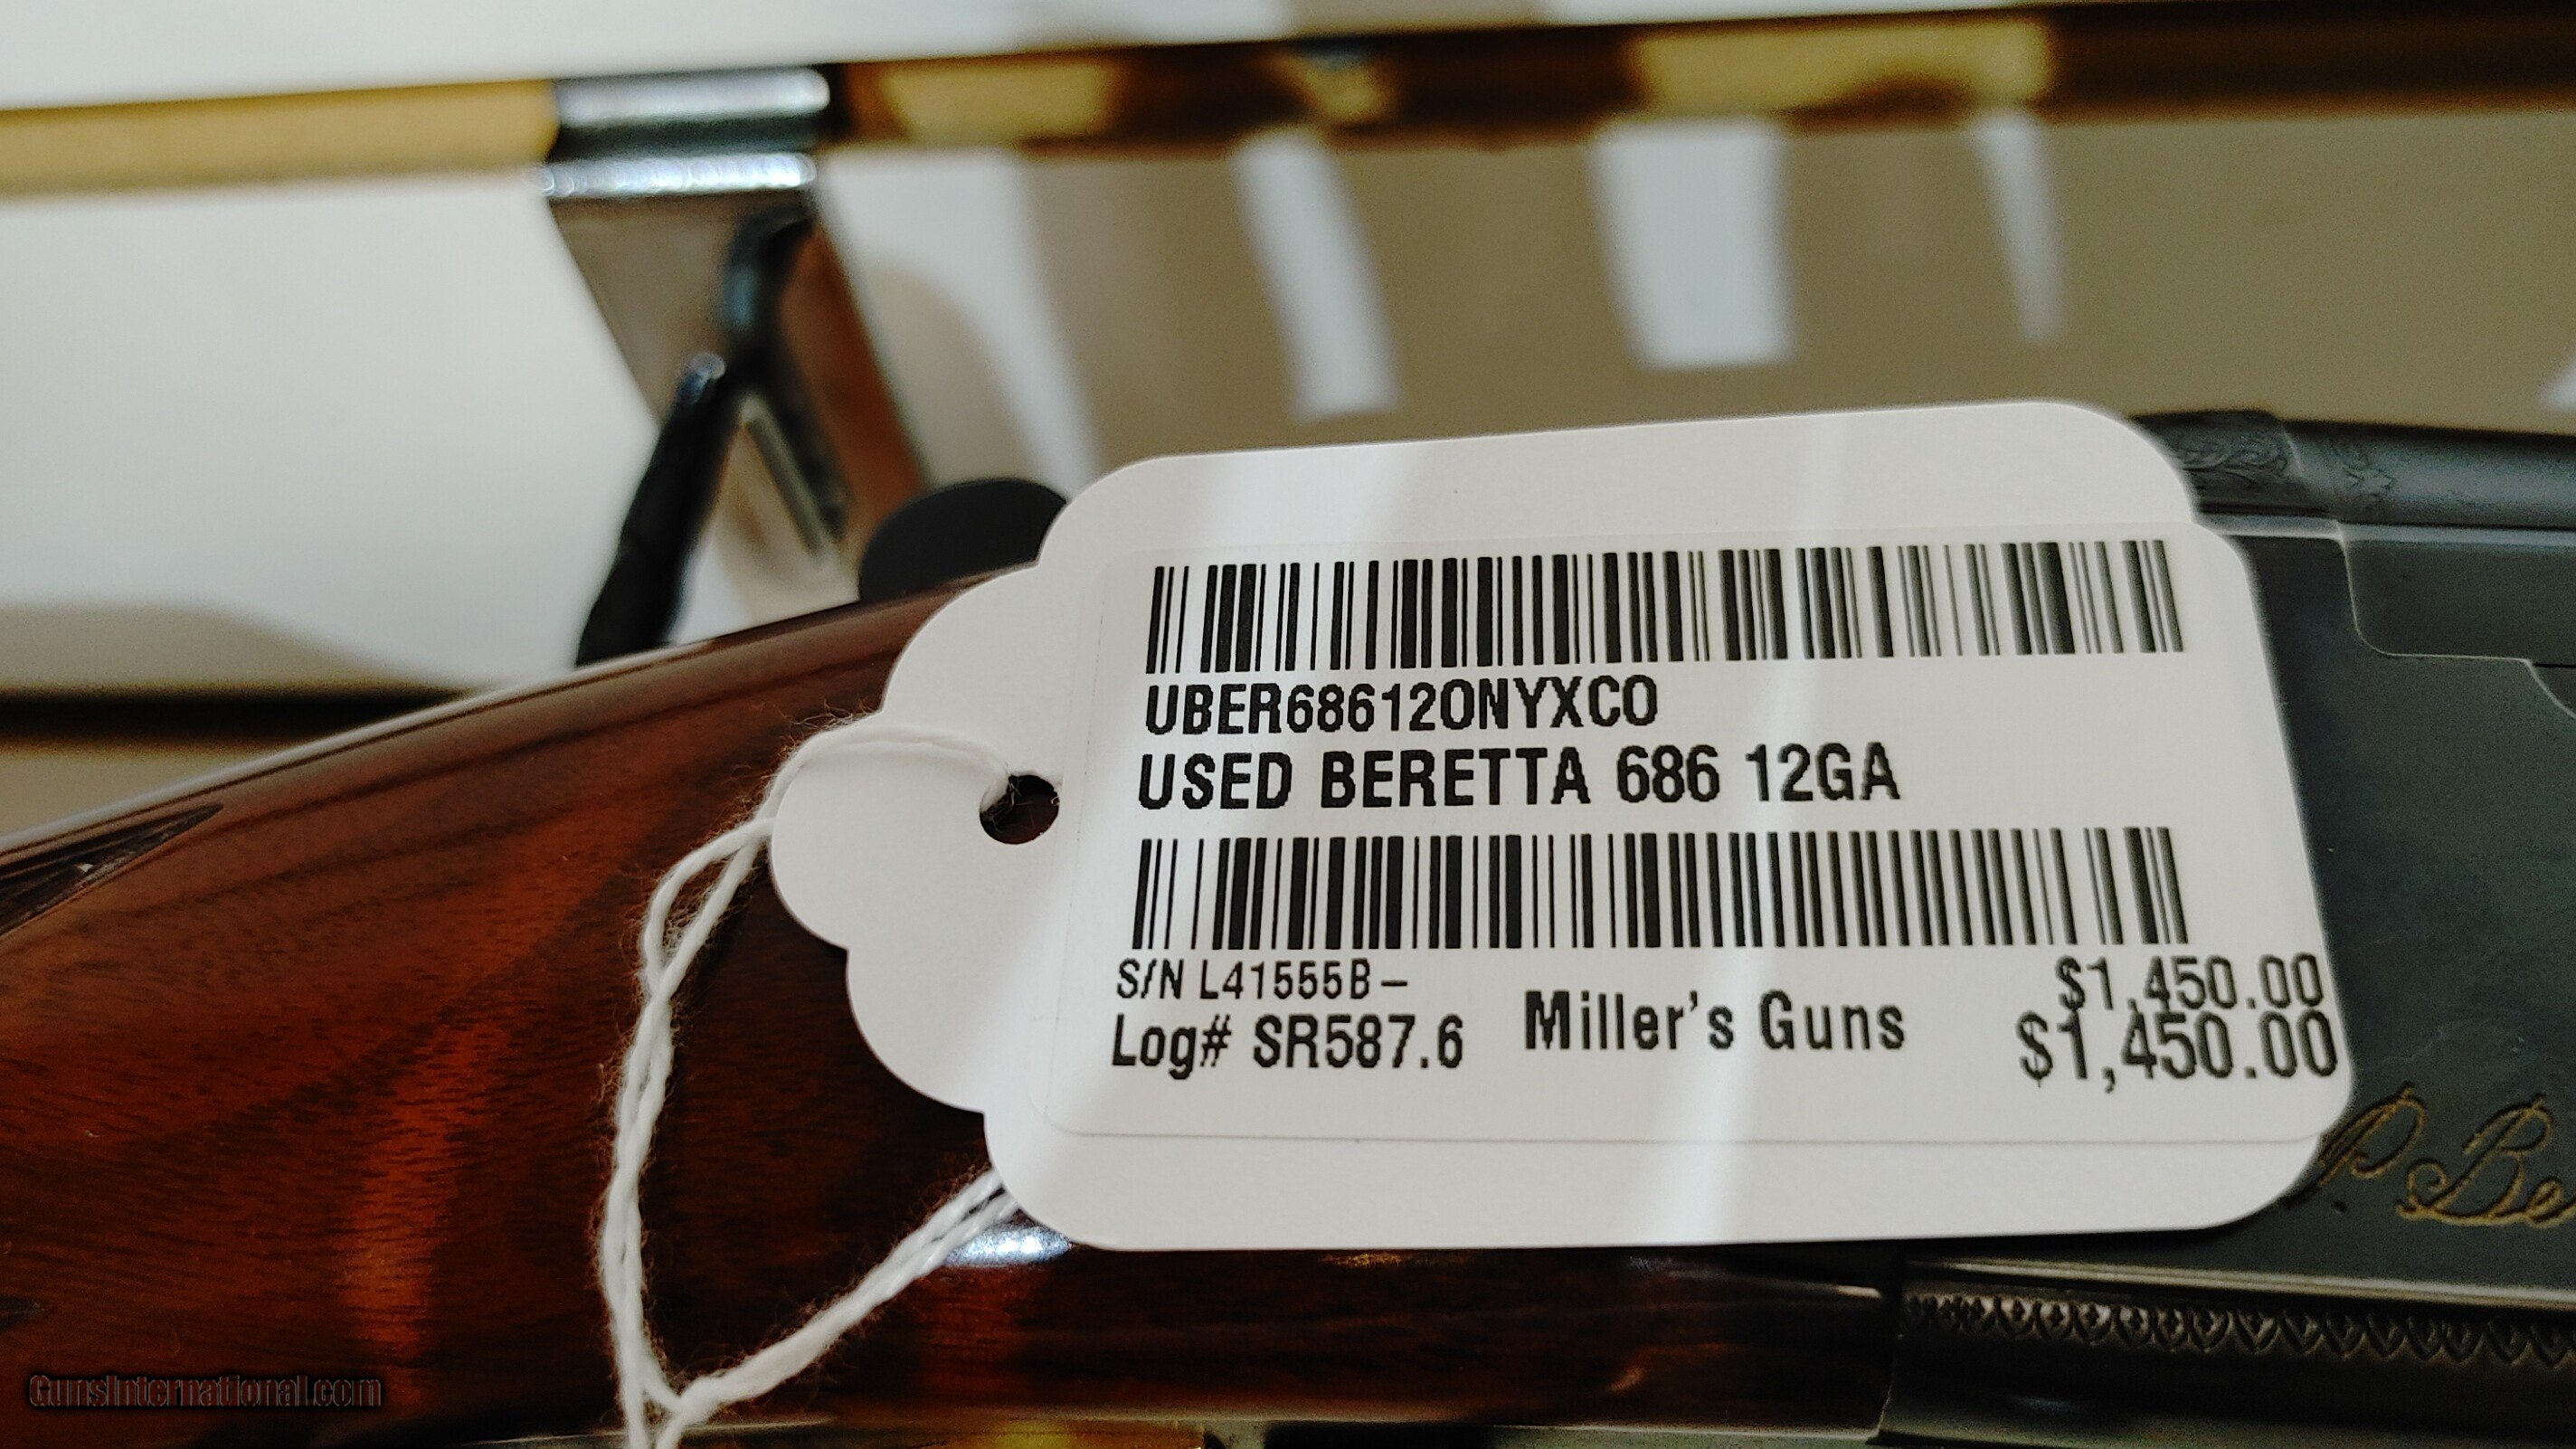 UBER68612ONYXCO
USED BERETTA 686 12GA
S/N L41555B-
Log# SR587.6
Miller's Guns
$1,450.00
$1,450.00
P. Be
GunsInternational.com